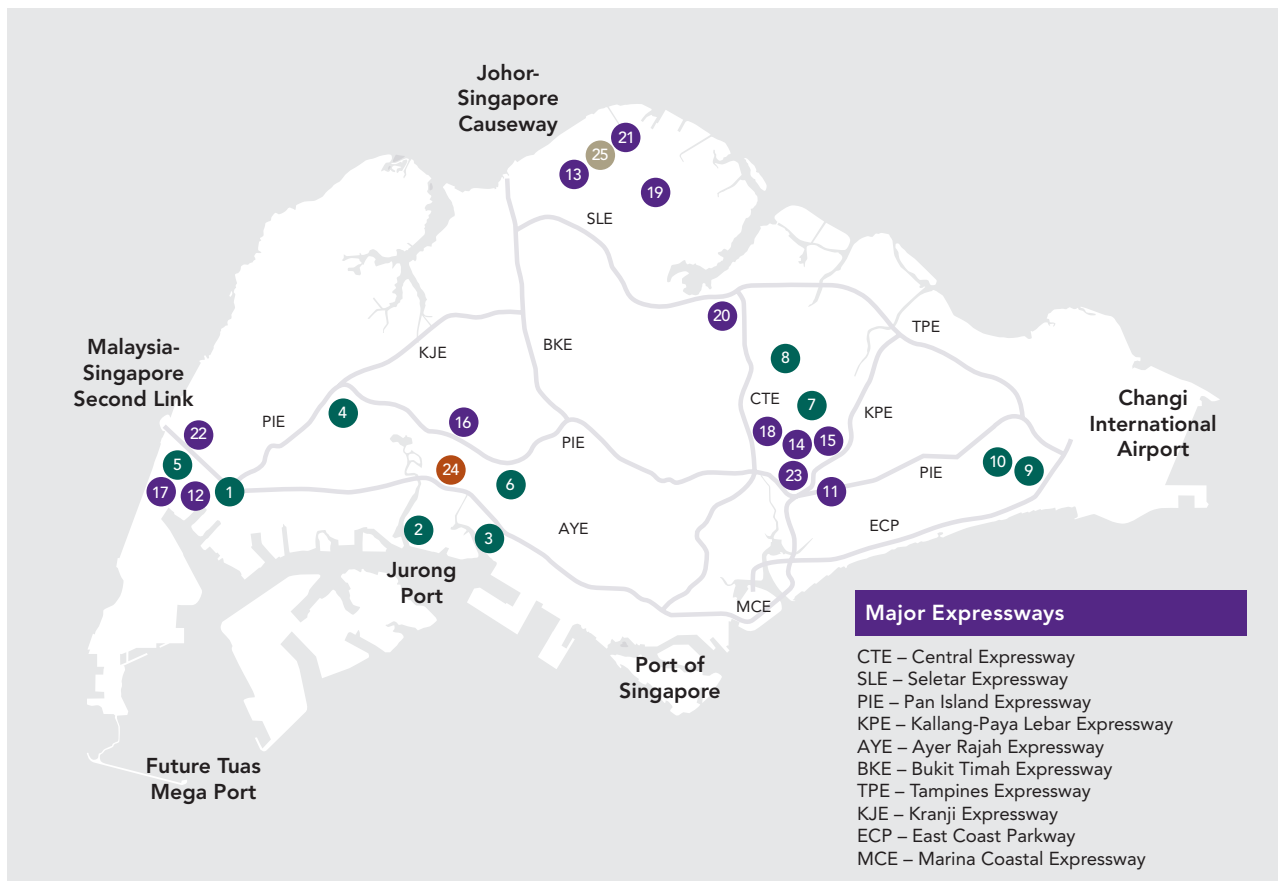 Johor-
Singapore
Causeway
21
25
13
19
SLE
20
TPE
BKE
KJE
8
Malaysia-
Singapore
Second Link
CTE
7
KPE
Changi
International
Airport
PIE
4
16
22
18
14
15
PIE
5
24
23
PIE
10
9
17
12
1
6
11
2
3
AYE
ECP
Jurong
Port
MCE
Port of
Singapore
Future Tuas
Mega Port
Major Expressways
CTE – Central Expressway
SLE – Seletar Expressway
PIE – Pan Island Expressway
KPE – Kallang-Paya Lebar Expressway
AYE – Ayer Rajah Expressway
BKE – Bukit Timah Expressway
TPE – Tampines Expressway
KJE – Kranji Expressway
ECP – East Coast Parkway
MCE – Marina Coastal Expressway